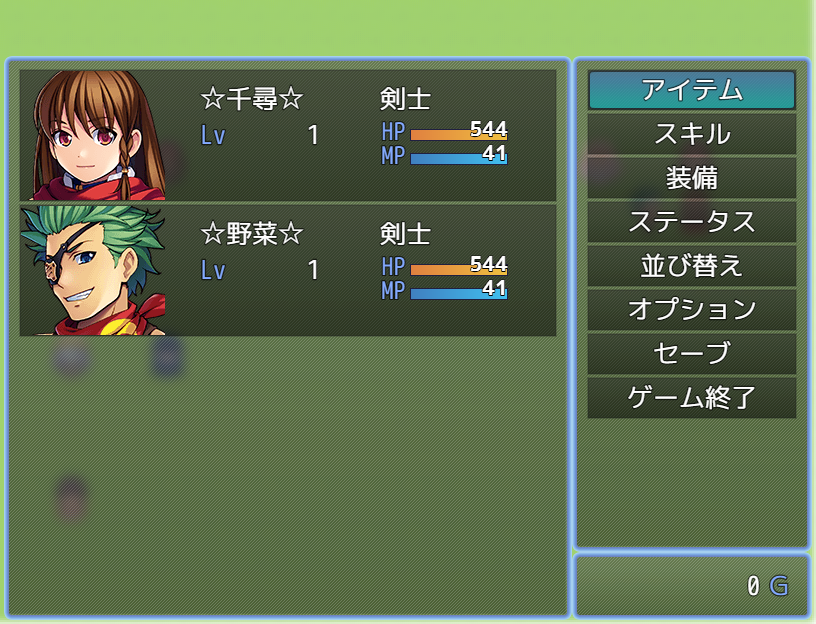 ☆千尋☆ 剣士
Lv 1 HP 544
MP 41
☆野菜☆ 剣士
Lv 1 HP 544
MP 41
アイテム
スキル
装備
ステータス
並び替え
オプション
セーブ
ゲーム終了
0 G